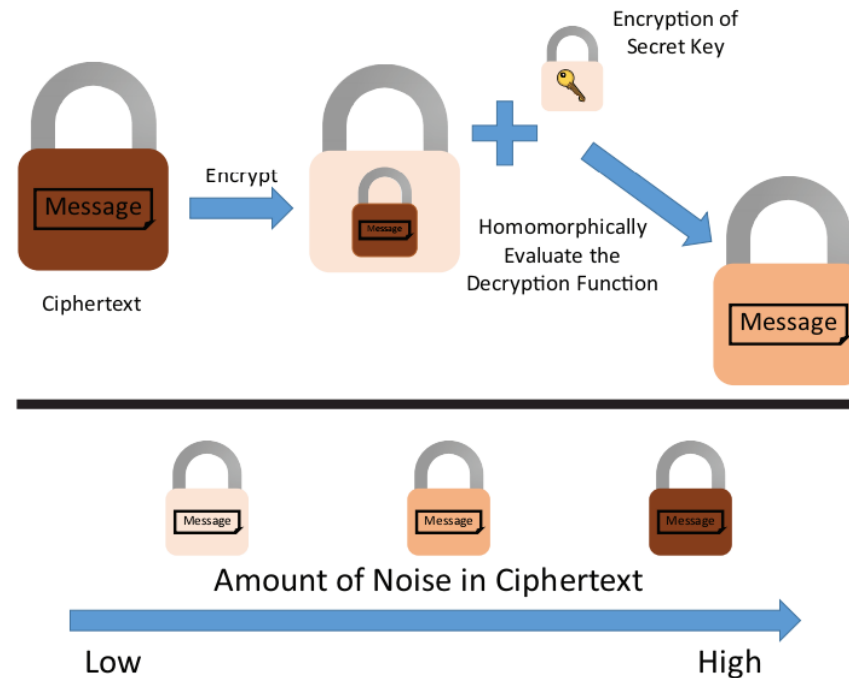 Encryption of
Secret Key
Message
Encrypt
Message
Homomorphically
Evaluate the
Decryption Function
Ciphertext
Message
Message
Message
Message
Amount of Noise in Ciphertext
Low
High